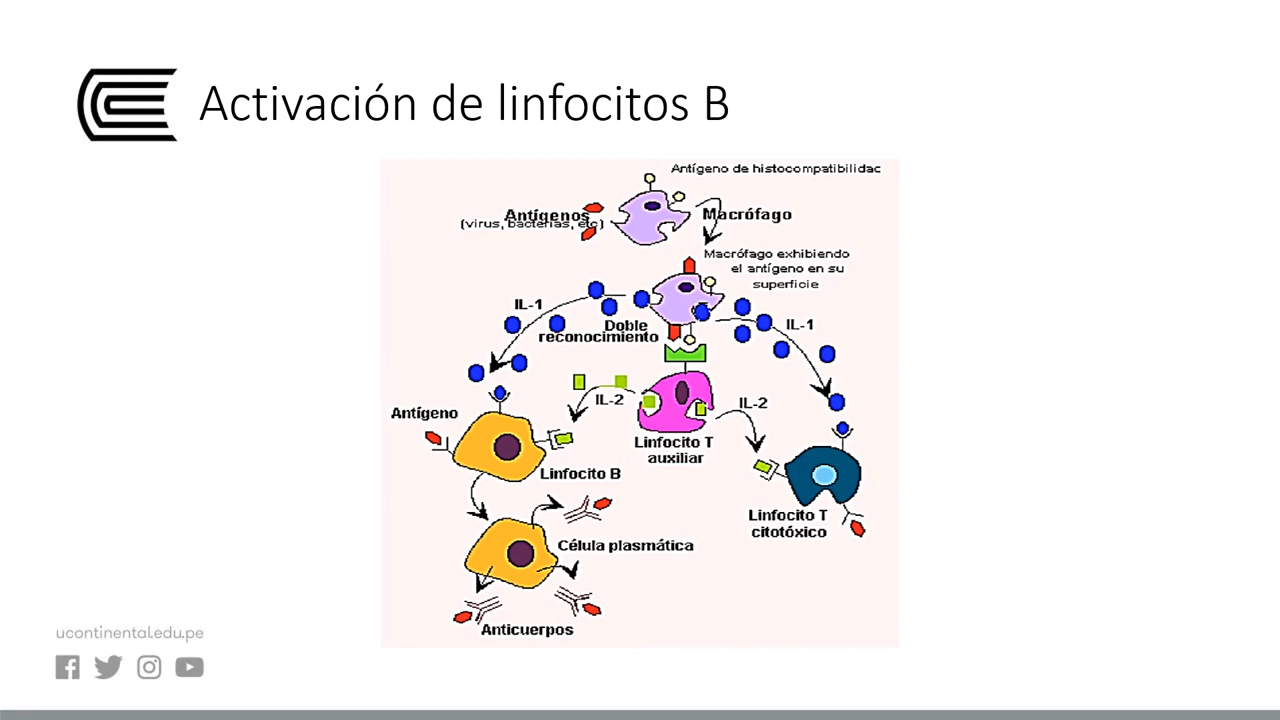 Activación de linfocitos B
Antígeno de histocompatibilidac
Antígenos
(virus, bacterias, etc)
Macrófago
Macrófago exhibiendo
el antígeno en su
superficie
IL-1
Doble
reconocimiento
IL-1
IL-2
IL-2
Antígeno
Linfocito T
auxiliar
Linfocito B
Linfocito T
citotóxico
Célula plasmática
Anticuerpos
ucontinental.edu.pe